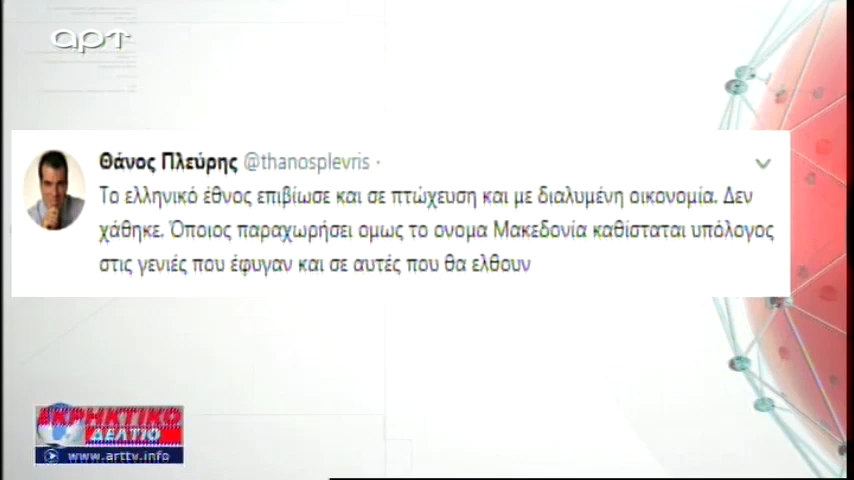 αρτ
Θάνος Πλεύρης @thanosplevris ·
Το ελληνικό έθνος επιβίωσε και σε πτώχευση και με διαλυμένη οικονομία. Δεν
χάθηκε. Όποιος παραχωρήσει ομως το ονομα Μακεδονία καθίσταται υπόλογος
στις γενιές που έφυγαν και σε αυτές που θα ελθουν
ΕΚΡΗΚΤΙΚΟ
ΔΕΛΤΙΟ
www.arttv.info